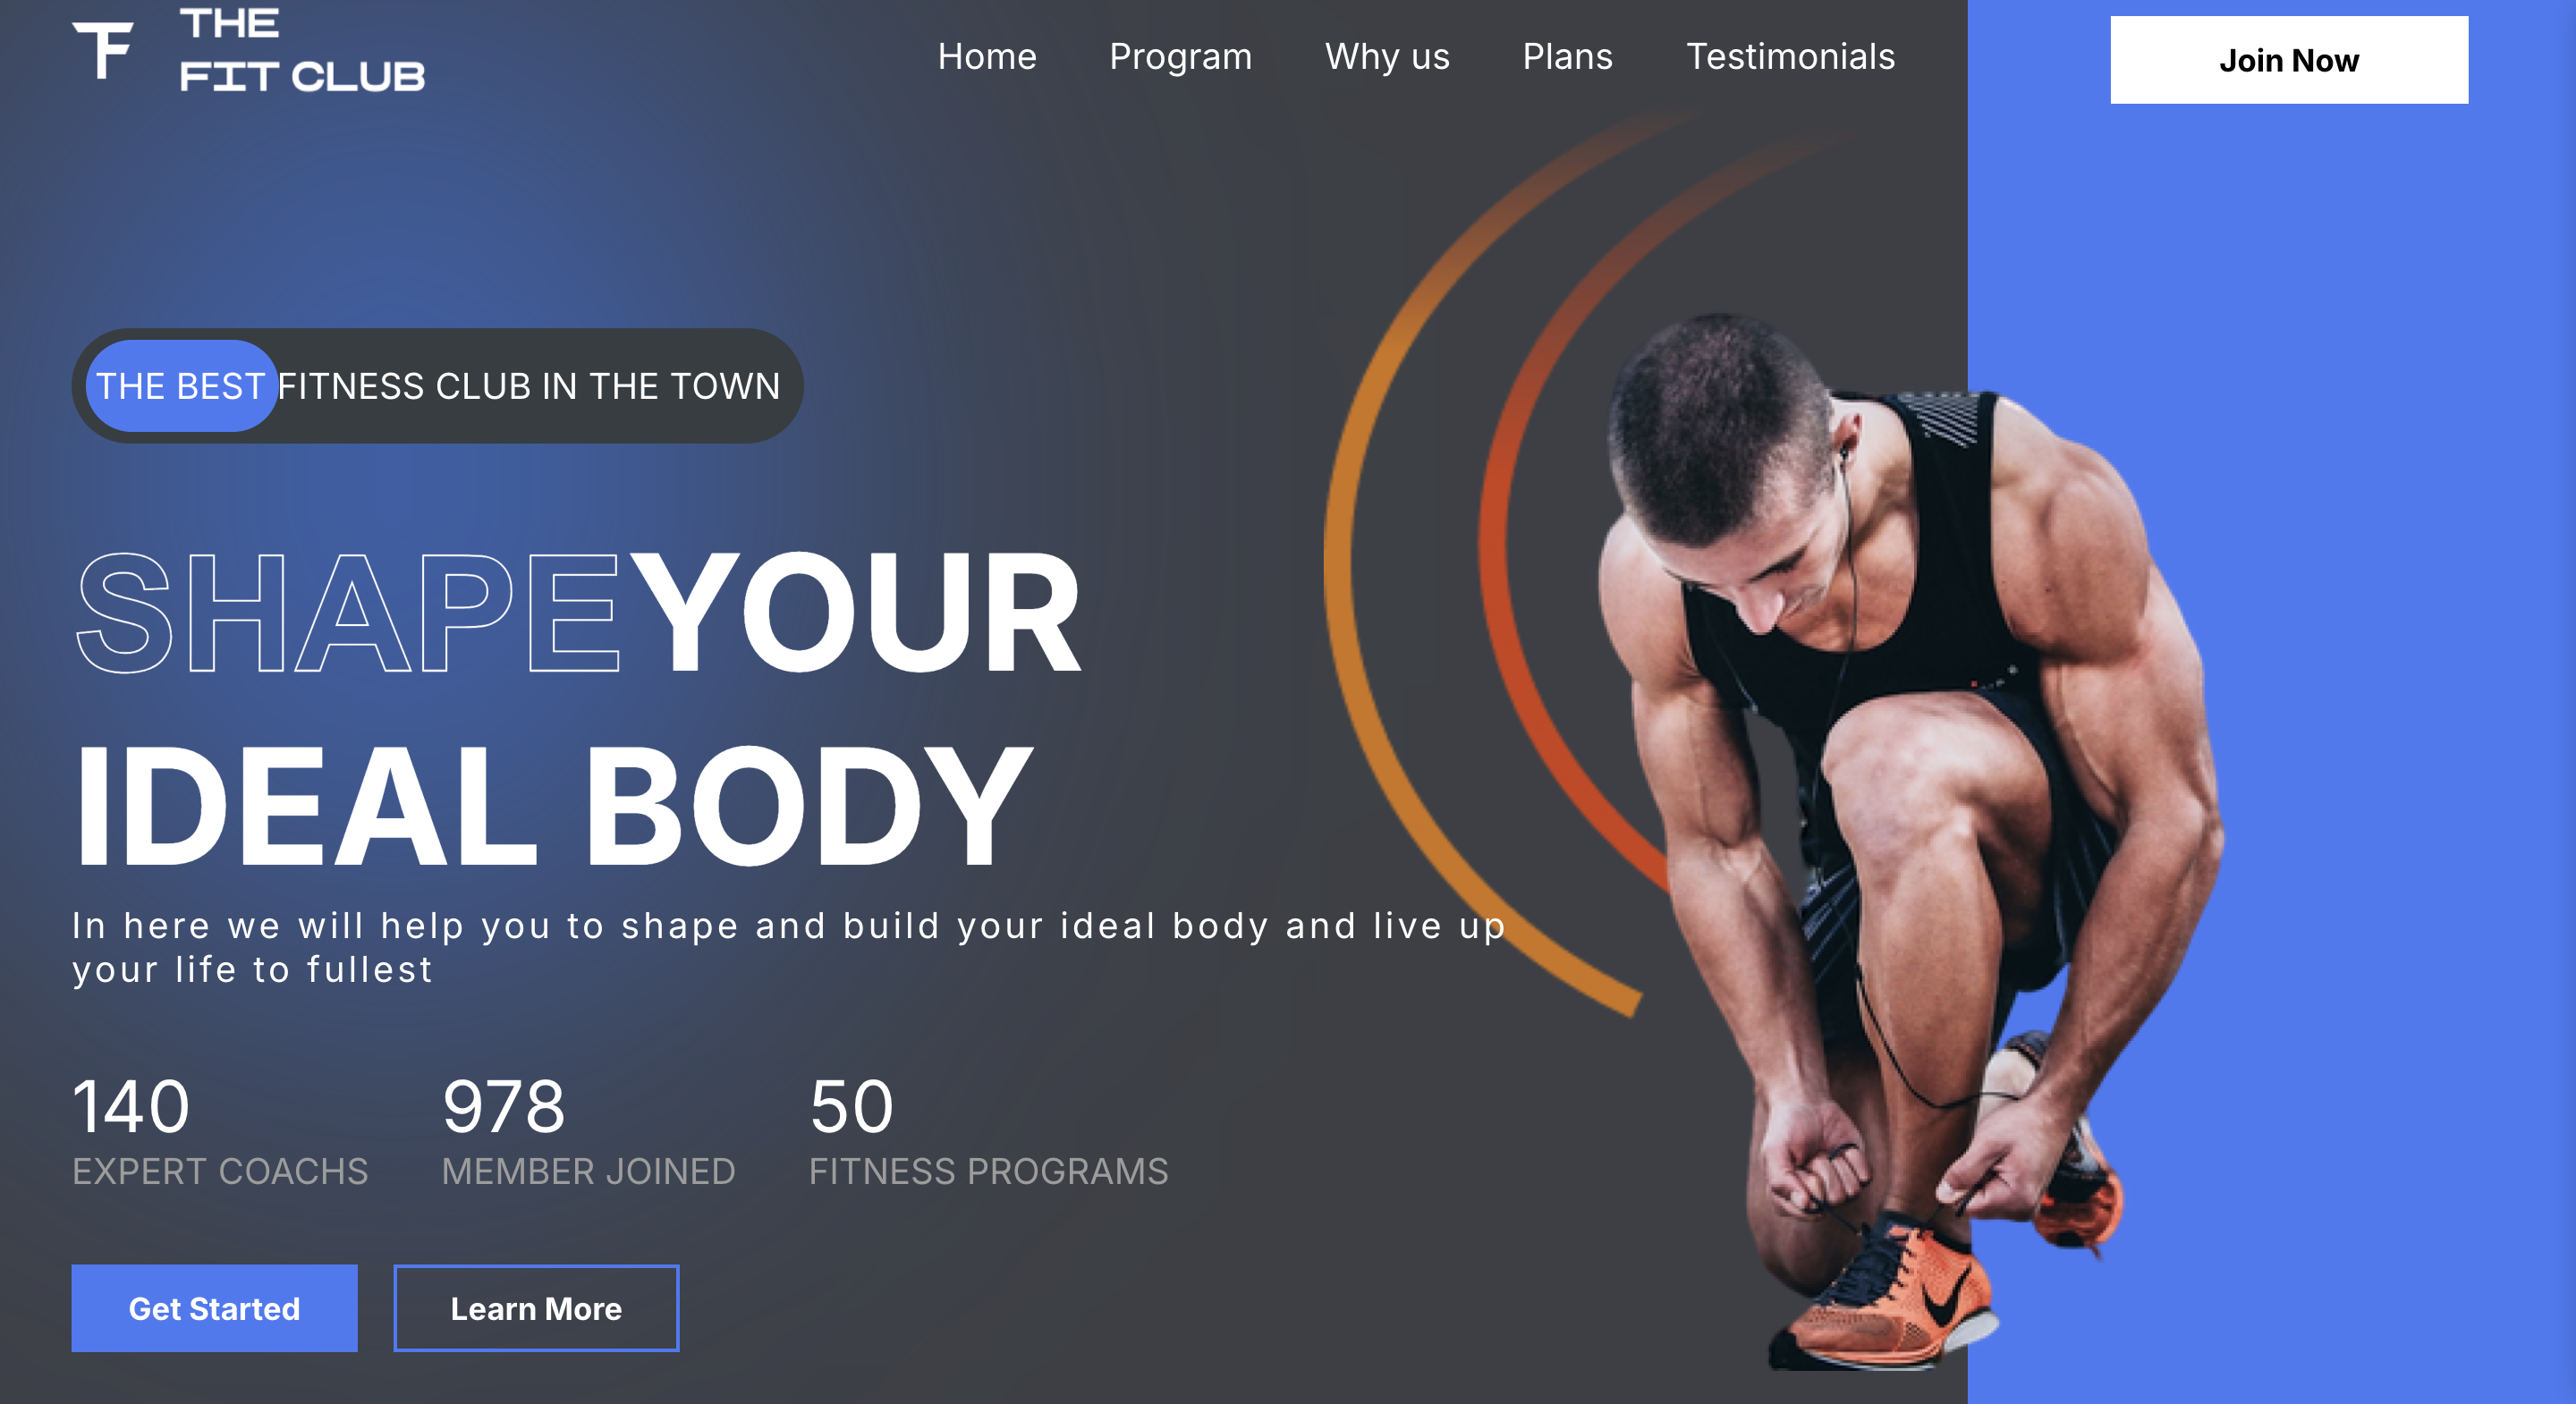 THE
FIT CLUB
Home Program Why us Plans Testimonials Join Now
THE BEST FITNESS CLUB IN THE TOWN
SHAPE YOUR
IDEAL BODY
In here we will help you to shape and build your ideal body and live up
your life to fullest
140 978 50
EXPERT COACHS MEMBER JOINED FITNESS PROGRAMS
Get Started Learn More